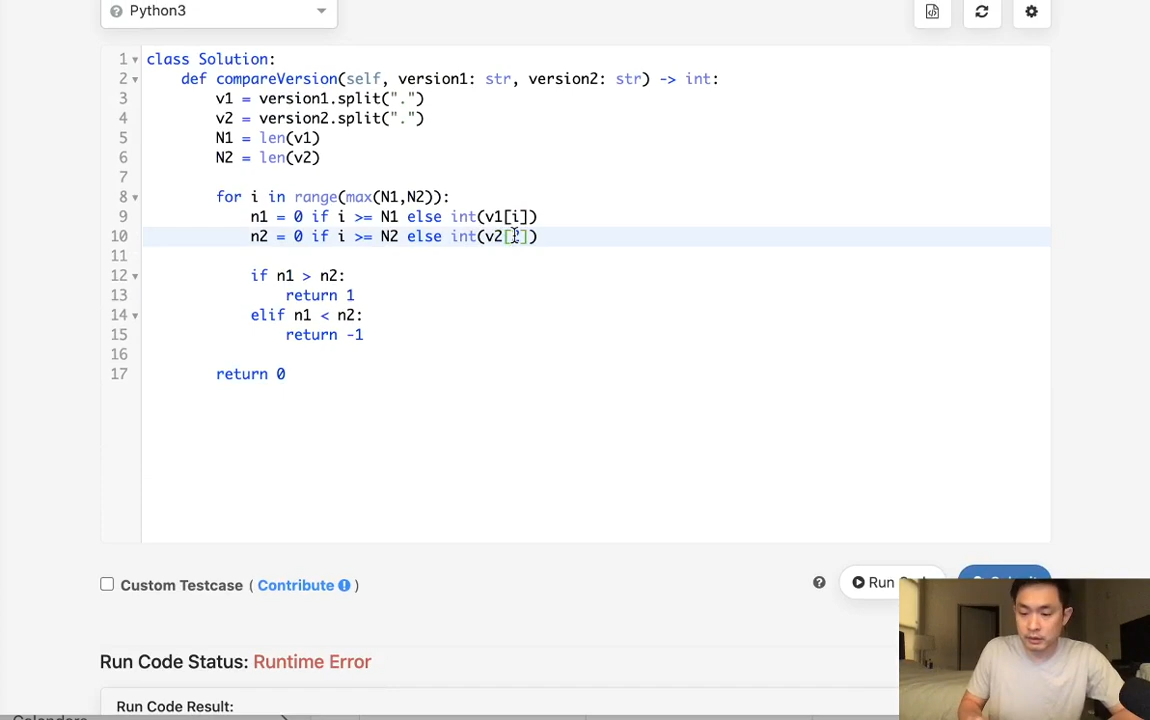 Python3
1 class Solution:
2 def compareVersion(self, version1: str, version2: str) -> int:
3 v1 = version1.split(".")
4 v2 = version2.split(".")
5 N1 = len(v1)
6 N2 = len(v2)
7
8 for i in range(max(N1,N2)):
9 n1 = 0 if i >= N1 else int(v1[i])
10 n2 = 0 if i >= N2 else int(v2[i])
11
12 if n1 > n2:
13 return 1
14 elif n1 < n2:
15 return -1
16
17 return 0
Custom Testcase ( Contribute )
Run
Run Code Status: Runtime Error
Run Code Result: